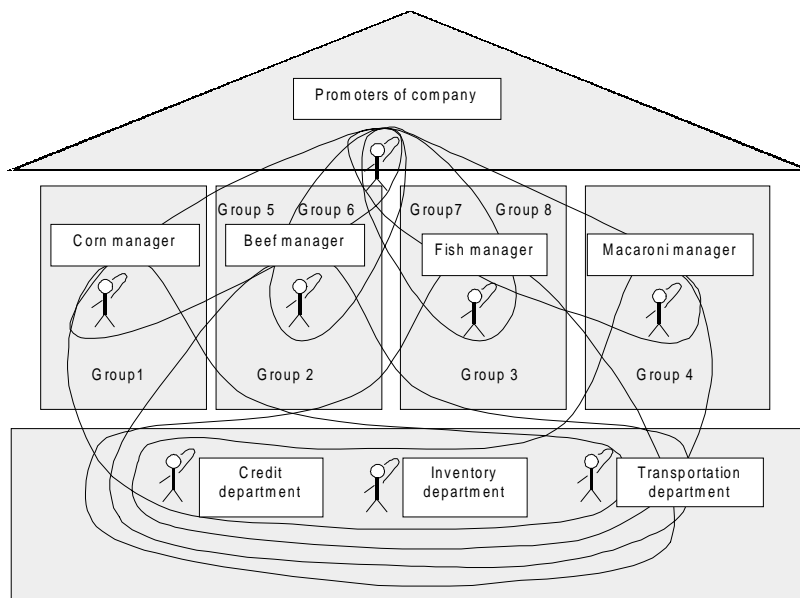 Promoters of company
Group 5
Group 6
Group7
Group 8
Corn manager
Beef manager
Fish manager
Macaroni manager
Group1
Group 2
Group 3
Group 4
Credit
department
Inventory
department
Transportation
department